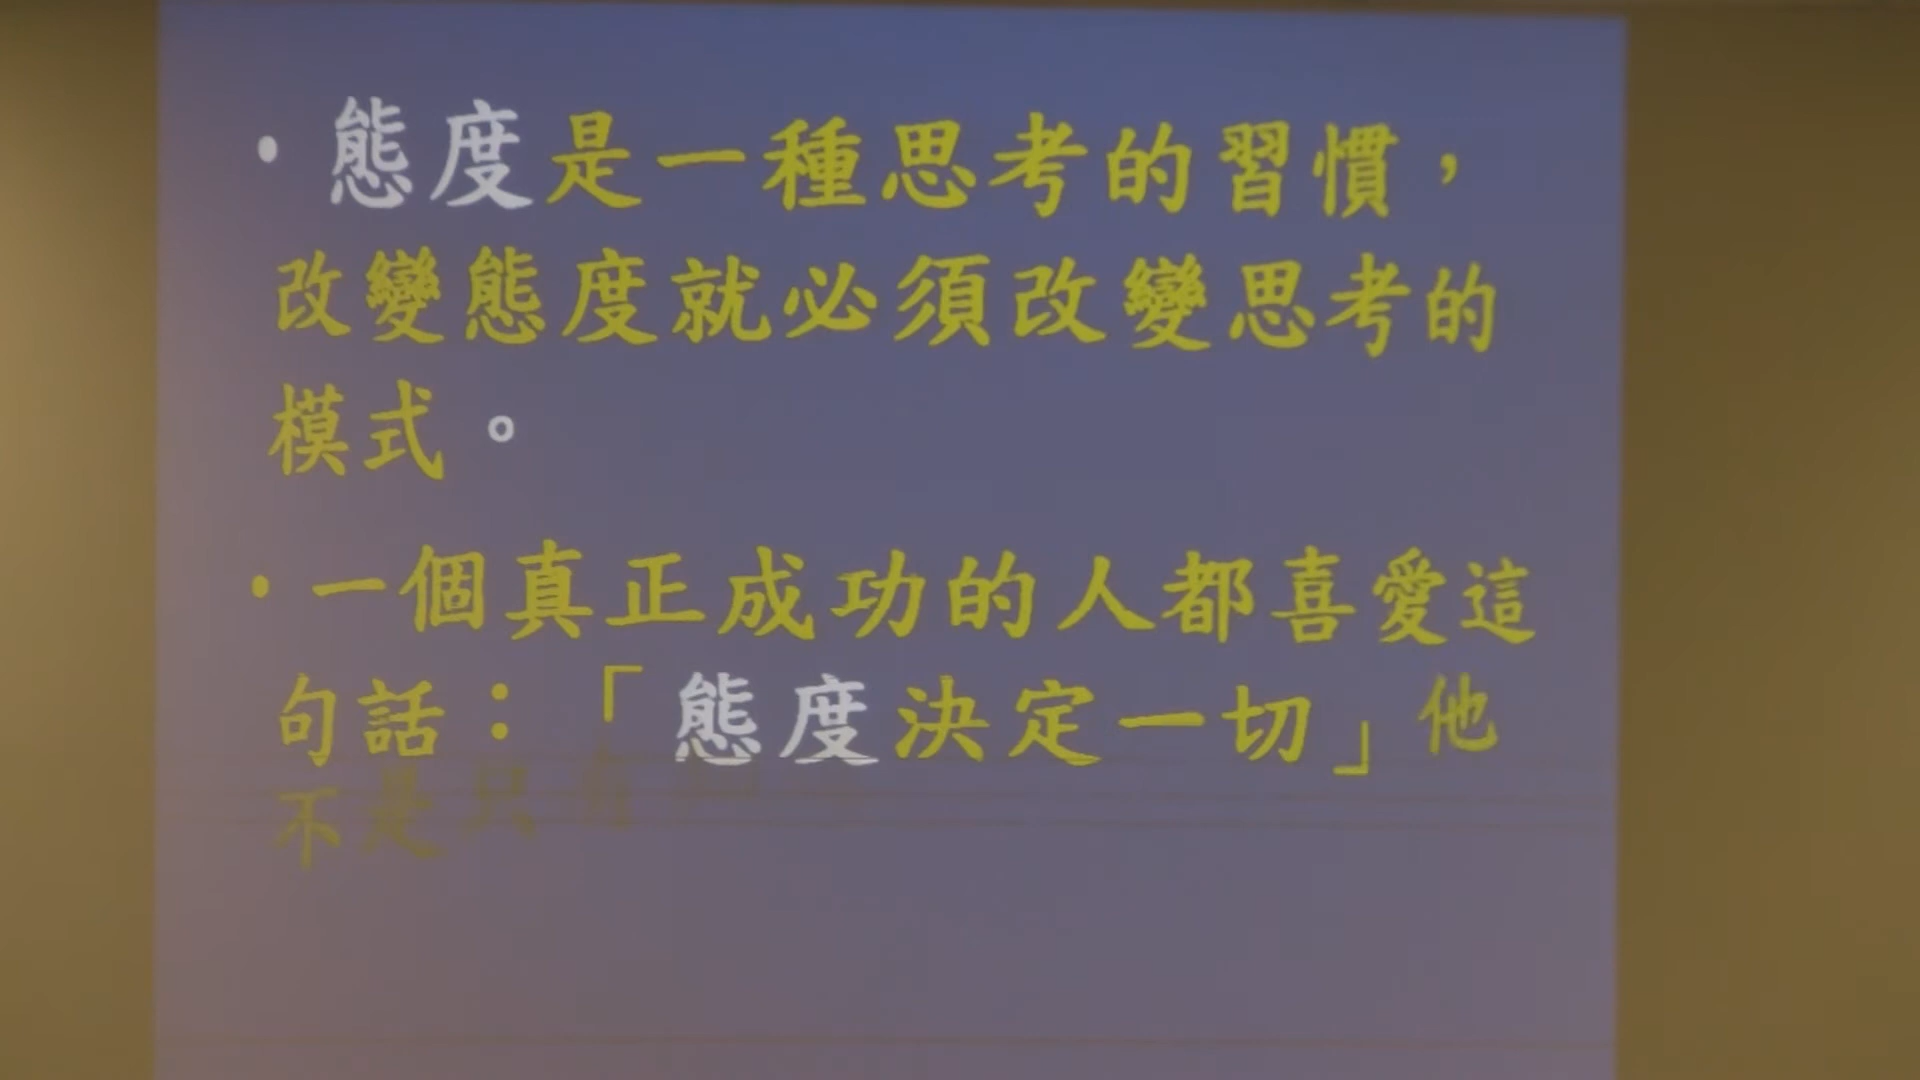 •態度是一種思考的習慣，
改變態度就必須改變思考的
模式。
•一個真正成功的人都喜愛這
句話：「態度決定一切」他
不是只有